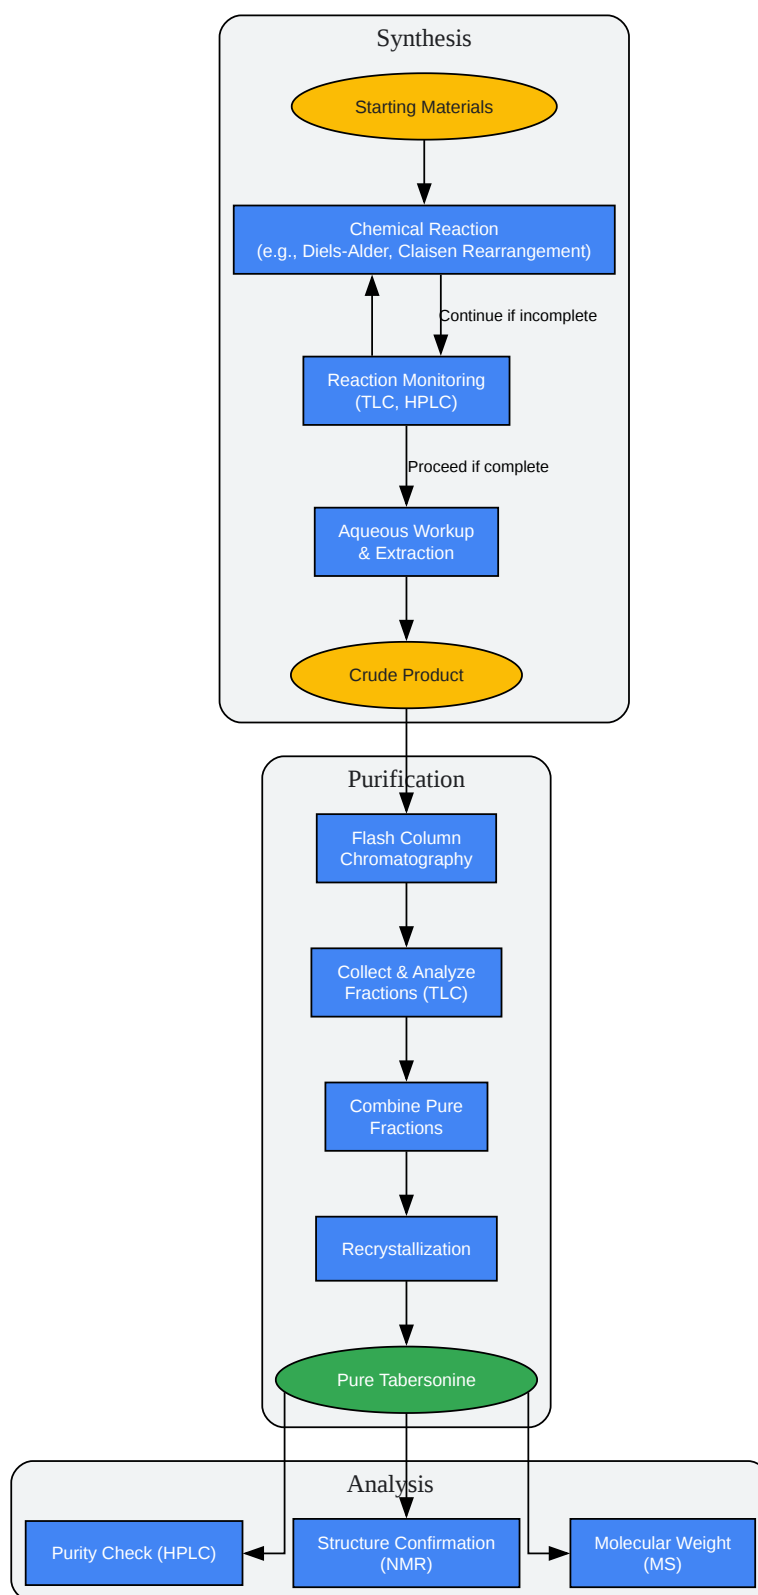 Synthesis
Starting Materials
Chemical Reaction
(e.g., Diels-Alder, Claisen Rearrangement)
Continue if incomplete
Reaction Monitoring
(TLC, HPLC)
Proceed if complete
Aqueous Workup
& Extraction
Crude Product
Purification
Flash Column
Chromatography
Collect & Analyze
Fractions (TLC)
Combine Pure
Fractions
Recrystallization
Pure Tabersonine
Analysis
Purity Check (HPLC)
Structure Confirmation
(NMR)
Molecular Weight
(MS)